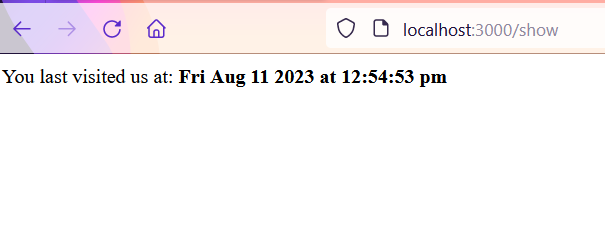 localhost:3000/show
You last visited us at: Fri Aug 11 2023 at 12:54:53 pm